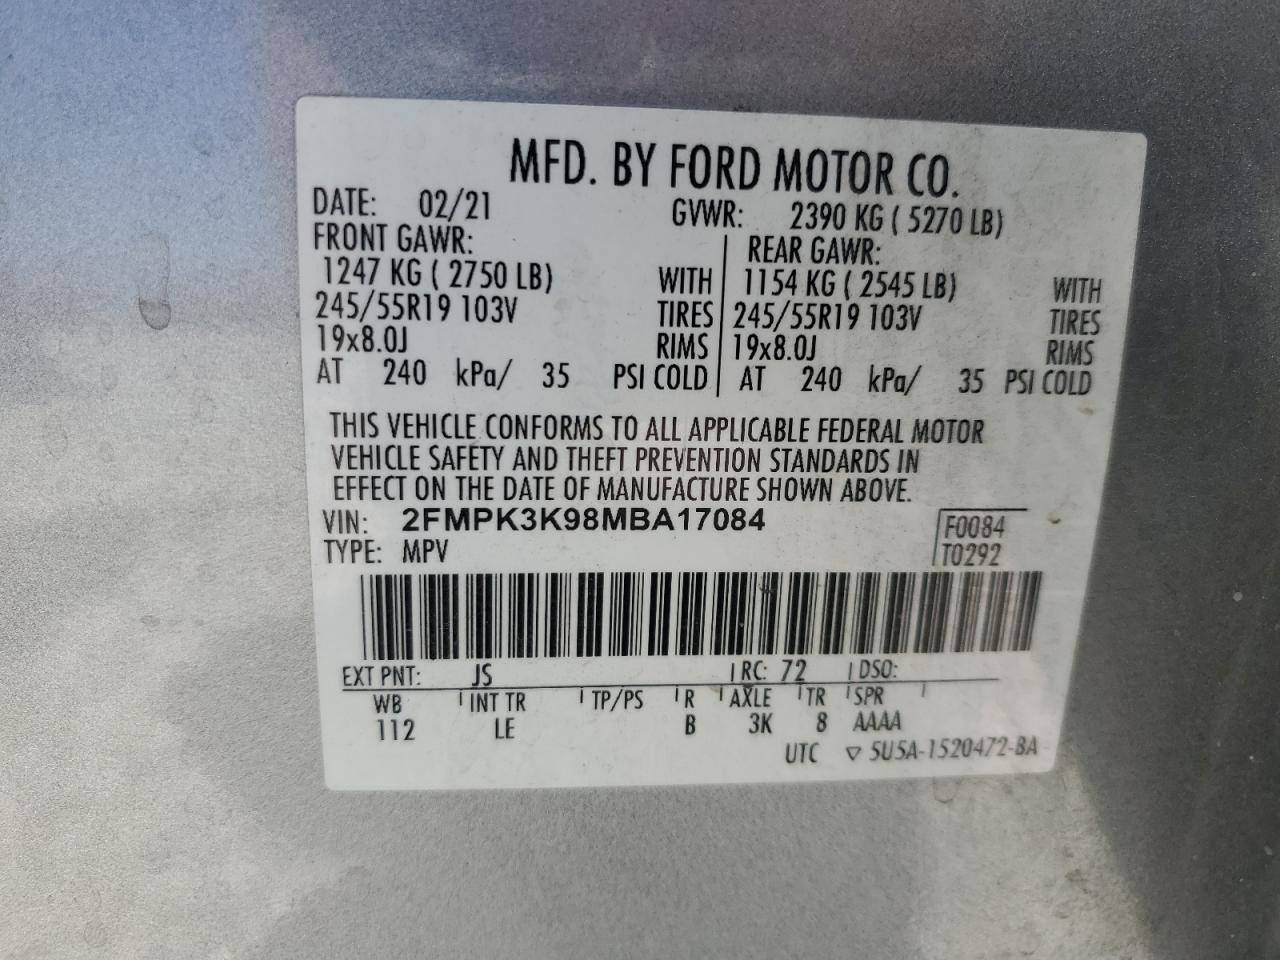 MFD. BY FORD MOTOR CO.
DATE: 02/21 GVWR: 2390 KG ( 5270 LB)
FRONT GAWR: REAR GAWR:
1247 KG ( 2750 LB) WITH 1154 KG ( 2545 LB) WITH
245/55R19 103V TIRES 245/55R19 103V TIRES
19x8.0J RIMS 19x8.0J RIMS
AT 240 kPa/ 35 PSI COLD AT 240 kPa/ 35 PSI COLD
THIS VEHICLE CONFORMS TO ALL APPLICABLE FEDERAL MOTOR
VEHICLE SAFETY AND THEFT PREVENTION STANDARDS IN
EFFECT ON THE DATE OF MANUFACTURE SHOWN ABOVE.
VIN: 2FMPK3K98MBA17084 F0084
TYPE: MPV T0292
EXT PNT: JS RC: 72 DSO:
WB INT TR TP/PS R AXLE TR SPR
112 LE B 3K 8 AAAA
UTC ▽ 5U5A-1520472-BA